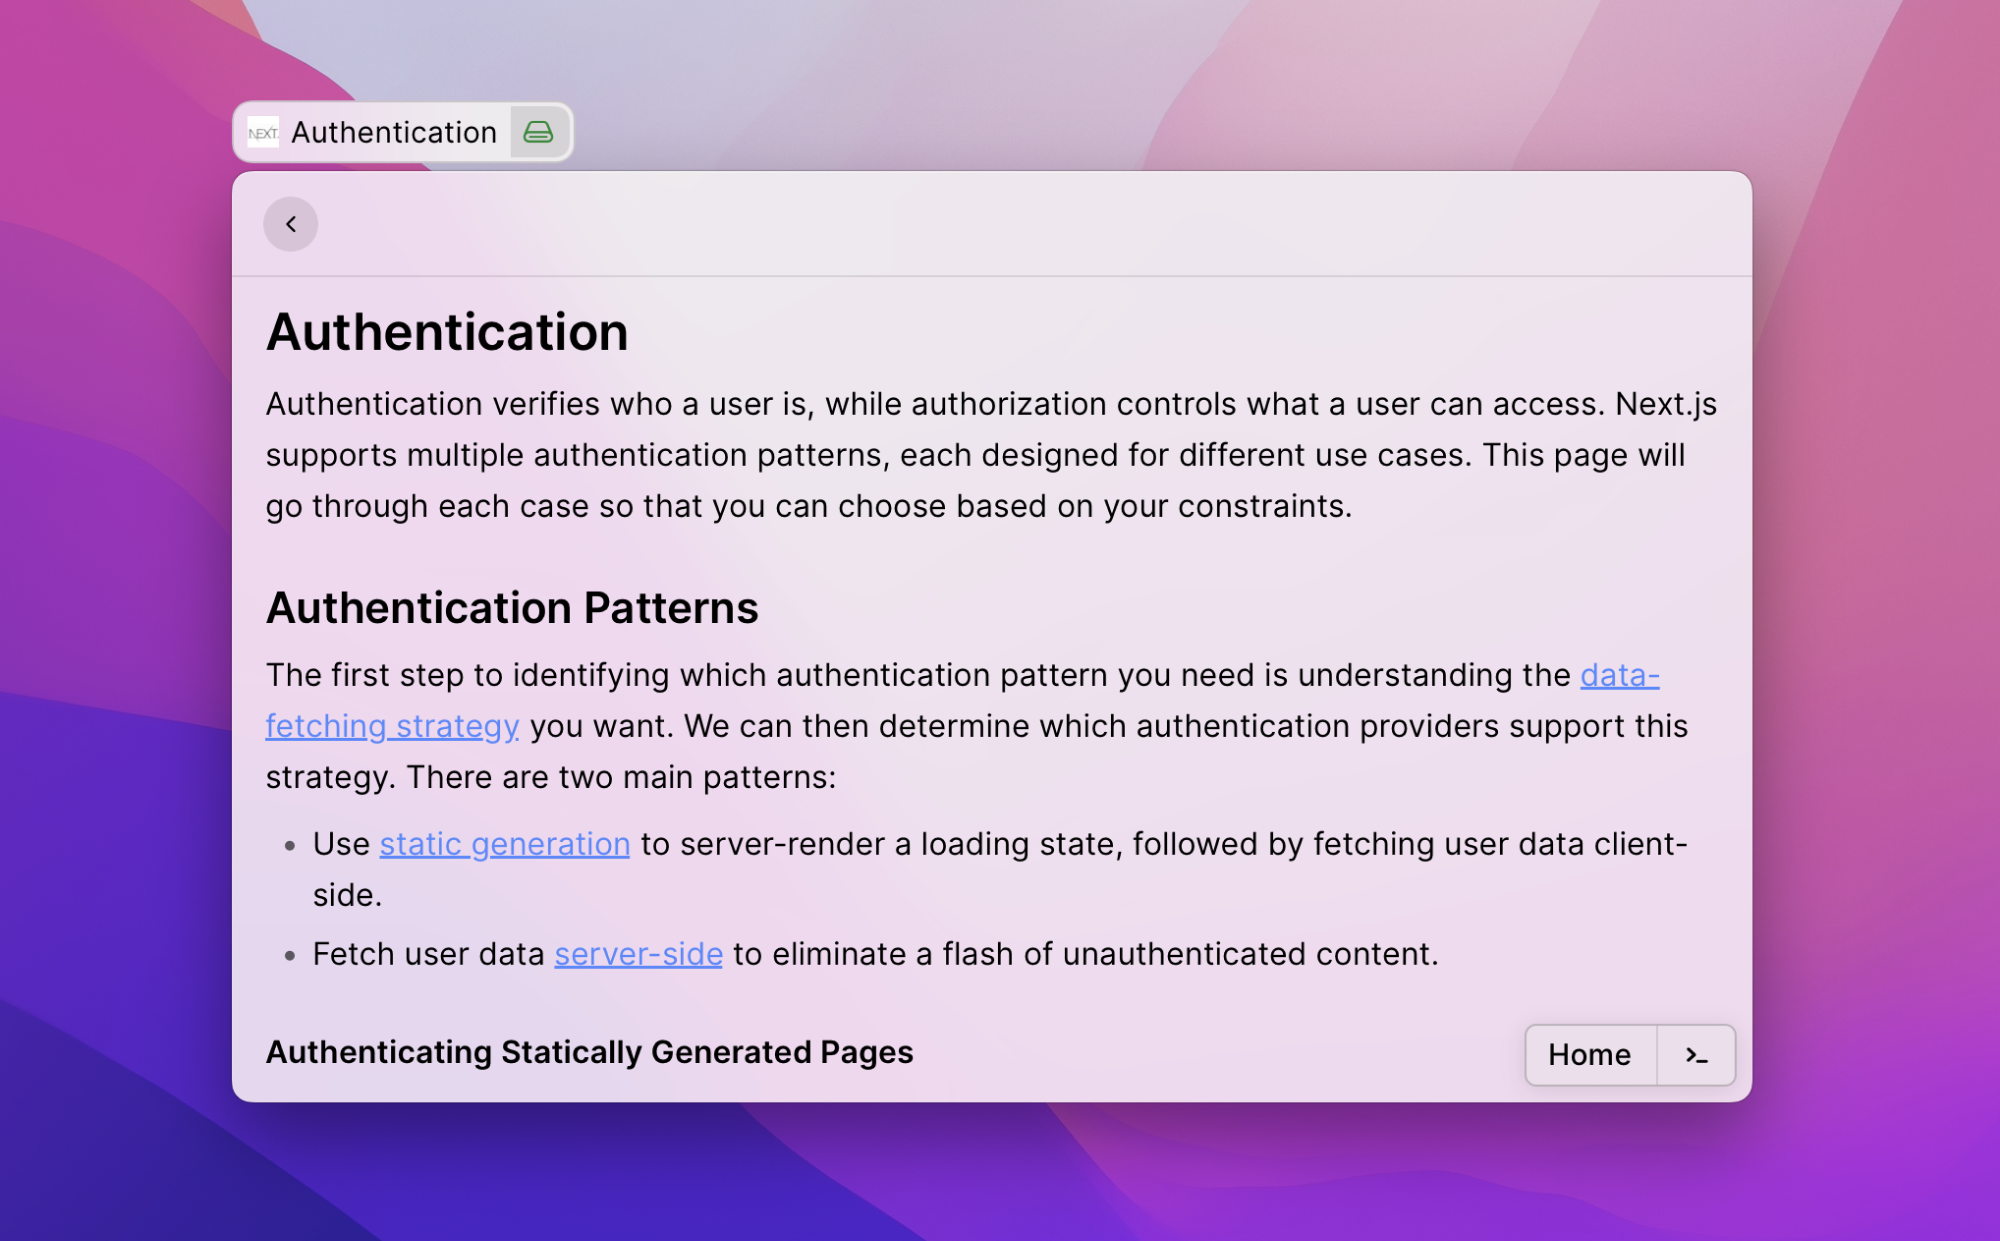 NEXT. Authentication
Authentication
Authentication verifies who a user is, while authorization controls what a user can access. Next.js
supports multiple authentication patterns, each designed for different use cases. This page will
go through each case so that you can choose based on your constraints.
Authentication Patterns
The first step to identifying which authentication pattern you need is understanding the data-
fetching strategy you want. We can then determine which authentication providers support this
strategy. There are two main patterns:
• Use static generation to server-render a loading state, followed by fetching user data client-
side.
• Fetch user data server-side to eliminate a flash of unauthenticated content.
Authenticating Statically Generated Pages
Home